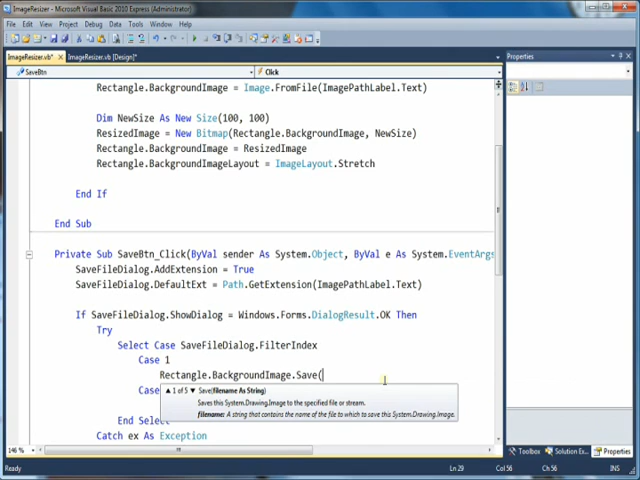 ImageResizer - Microsoft Visual Basic 2010 Express (Administrator)
File Edit View Project Debug Data Tools Window Help
ImageResizer.vb* ImageResizer.vb [Design]*
Properties
SaveBtn Click
Rectangle.BackgroundImage = Image.FromFile(ImagePathLabel.Text)
Dim NewSize As New Size(100, 100)
ResizedImage = New Bitmap(Rectangle.BackgroundImage, NewSize)
Rectangle.BackgroundImage = ResizedImage
Rectangle.BackgroundImageLayout = ImageLayout.Stretch
End If
End Sub
Private Sub SaveBtn_Click(ByVal sender As System.Object, ByVal e As System.EventArgs
SaveFileDialog.AddExtension = True
SaveFileDialog.DefaultExt = Path.GetExtension(ImagePathLabel.Text)
If SaveFileDialog.ShowDialog = Windows.Forms.DialogResult.OK Then
Try
Select Case SaveFileDialog.FilterIndex
Case 1
Rectangle.BackgroundImage.Save(
Case
▲ 1 of 5 ▼ Save(filename As String)
Saves this System.Drawing.Image to the specified file or stream.
filename: A string that contains the name of the file to which to save this System.Drawing.Image.
End Select
Catch ex As Exception
146 %
Toolbox Solution Ex... Properties
Ready Ln 29 Col 56 Ch 56 INS